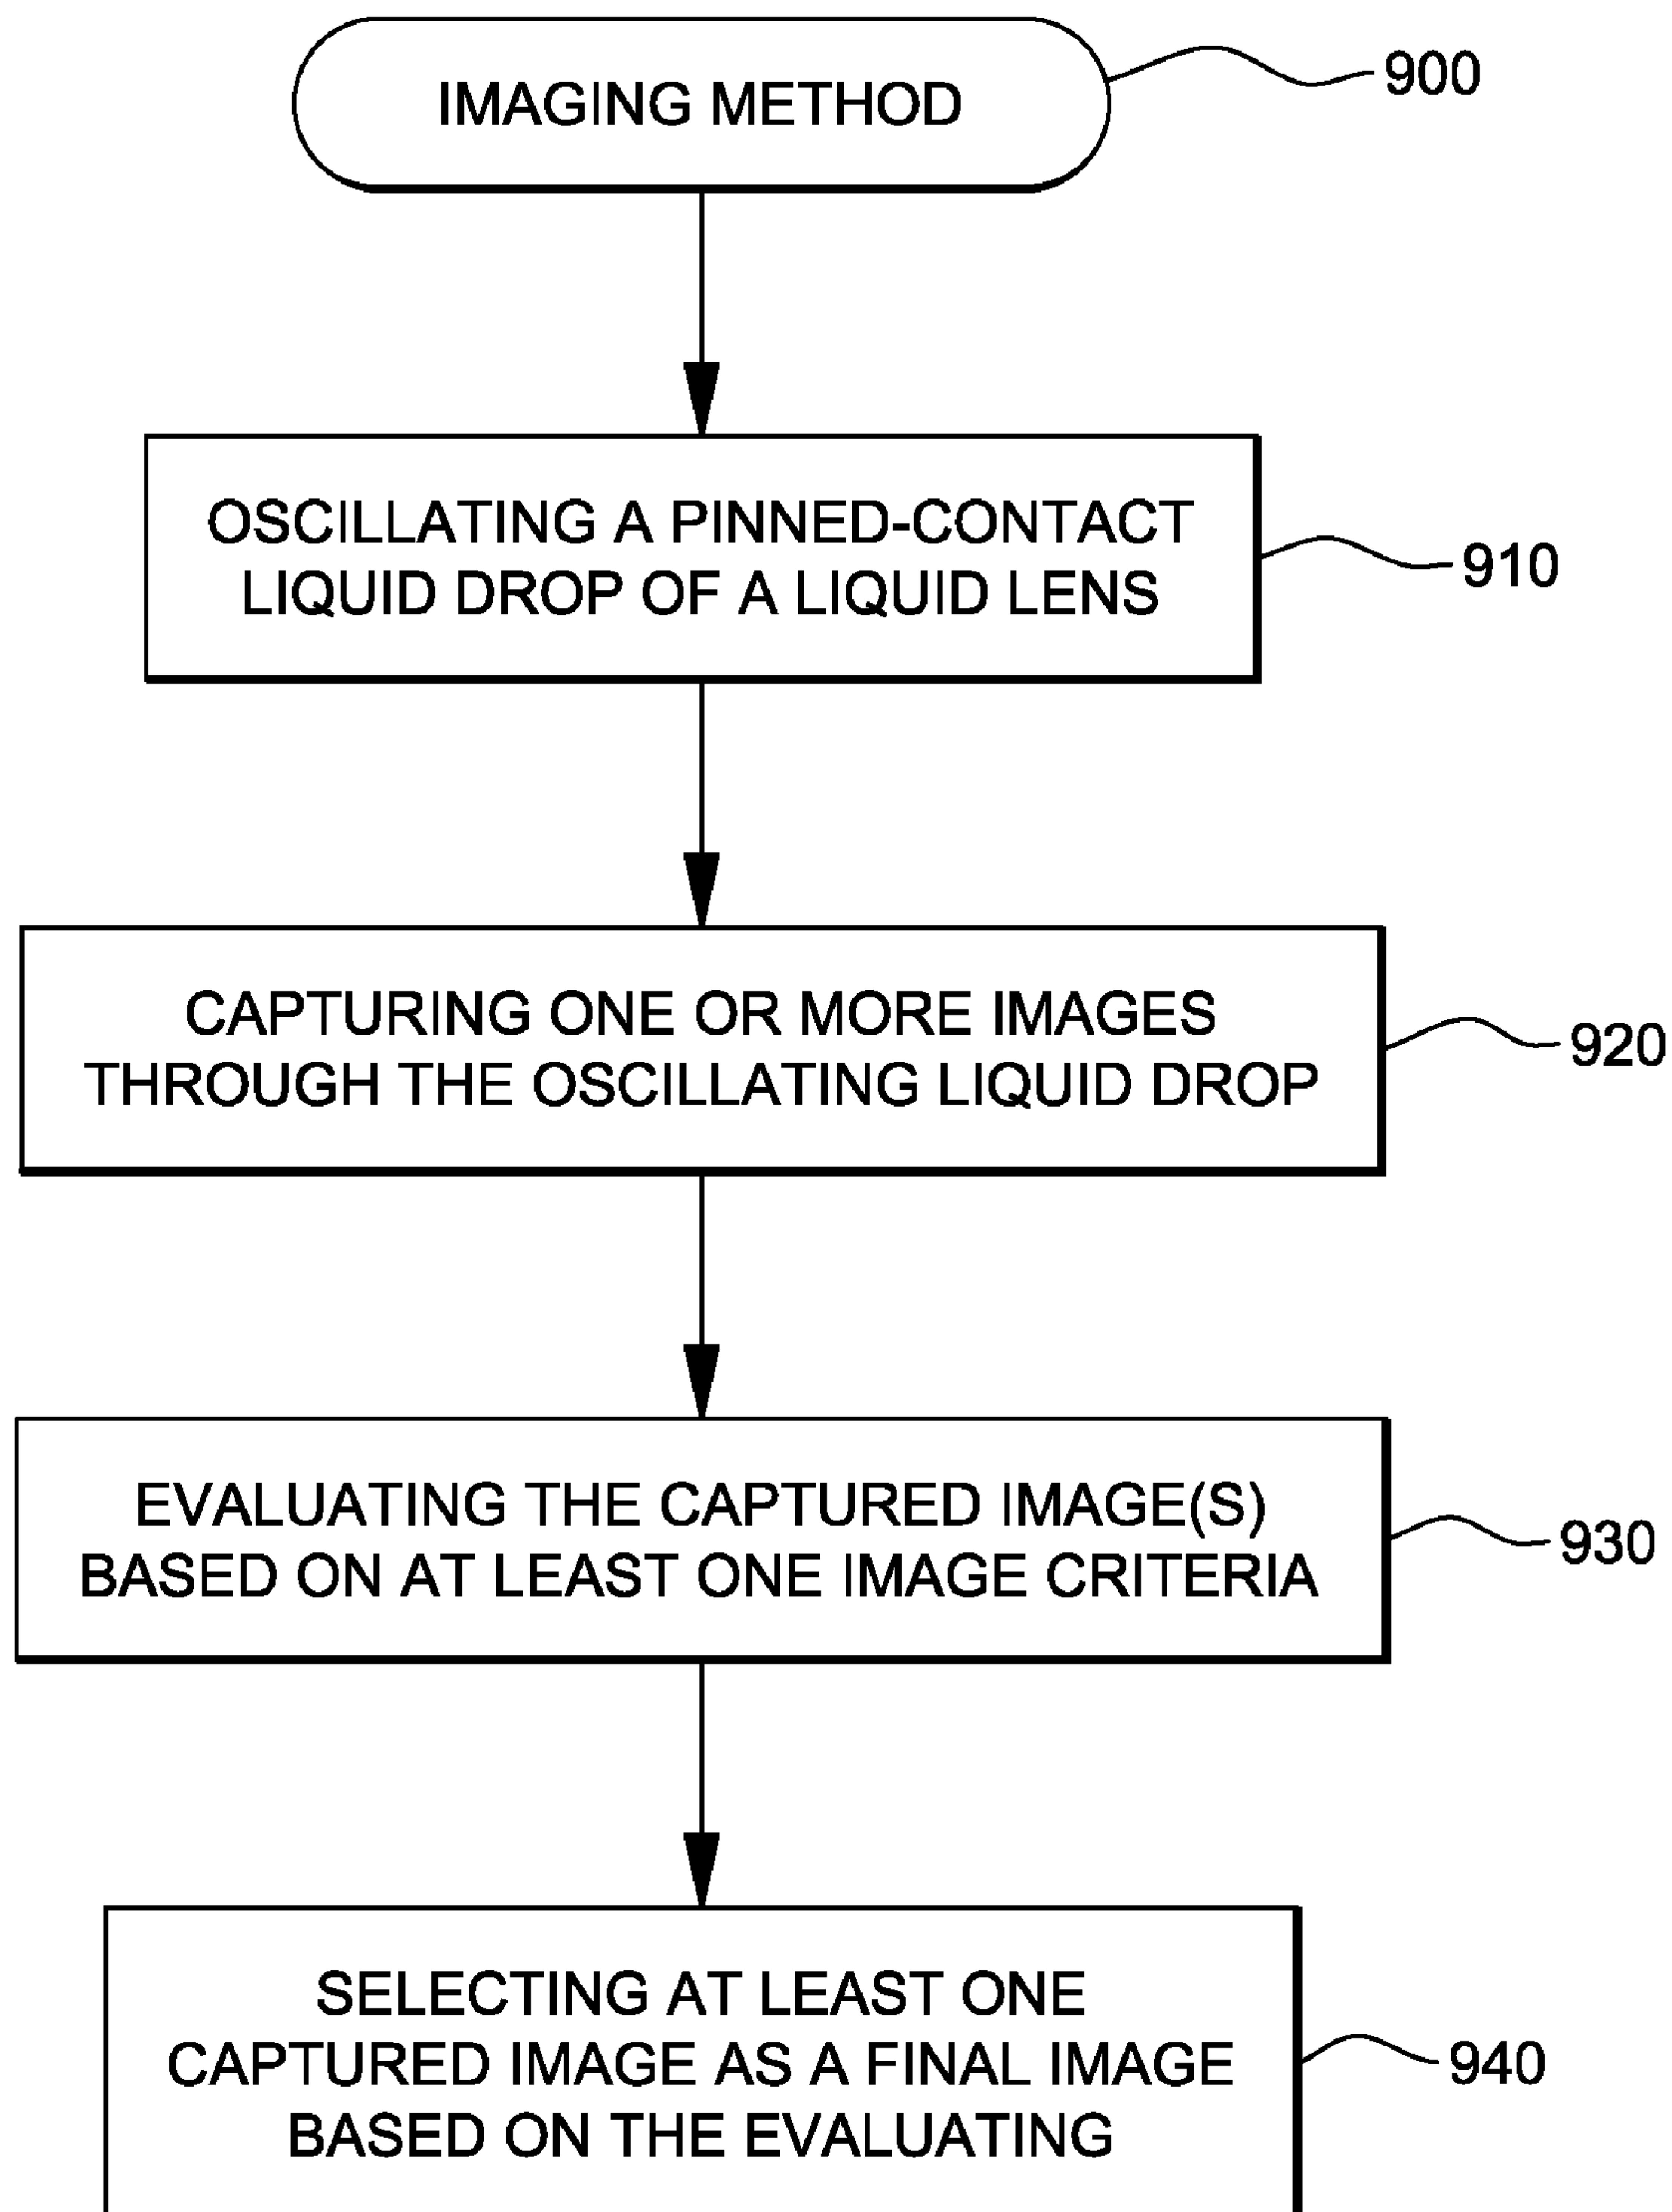 IMAGING METHOD
900
OSCILLATING A PINNED-CONTACT
LIQUID DROP OF A LIQUID LENS
910
CAPTURING ONE OR MORE IMAGES
THROUGH THE OSCILLATING LIQUID DROP
920
EVALUATING THE CAPTURED IMAGE(S)
BASED ON AT LEAST ONE IMAGE CRITERIA
930
SELECTING AT LEAST ONE
CAPTURED IMAGE AS A FINAL IMAGE
BASED ON THE EVALUATING
940